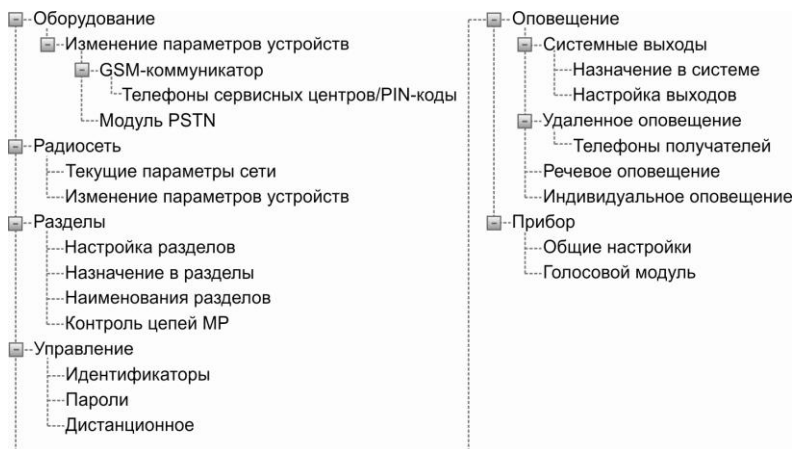 Оборудование
Изменение параметров устройств
GSM-коммуникатор
Телефоны сервисных центров/PIN-коды
Модуль PSTN
Радиосеть
Текущие параметры сети
Изменение параметров устройств
Разделы
Настройка разделов
Назначение в разделы
Наименования разделов
Контроль цепей МР
Управление
Идентификаторы
Пароли
Дистанционное
Оповещение
Системные выходы
Назначение в системе
Настройка выходов
Удаленное оповещение
Телефоны получателей
Речевое оповещение
Индивидуальное оповещение
Прибор
Общие настройки
Голосовой модуль